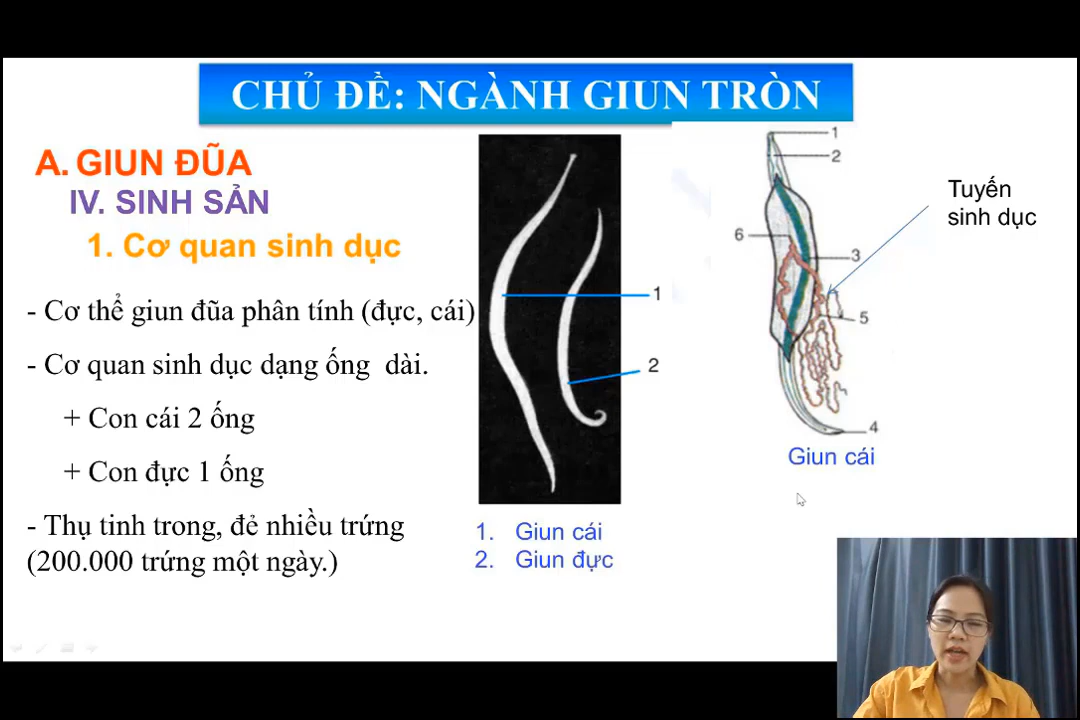 CHỦ ĐỀ: NGÀNH GIUN TRÒN
A. GIUN ĐŨA
IV. SINH SẢN
1. Cơ quan sinh dục
- Cơ thể giun đũa phân tính (đực, cái)
- Cơ quan sinh dục dạng ống dài.
+ Con cái 2 ống
+ Con đực 1 ống
- Thụ tinh trong, đẻ nhiều trứng
(200.000 trứng một ngày.)
1
2
1. Giun cái
2. Giun đực
1
2
6
3
5
4
Tuyến
sinh dục
Giun cái